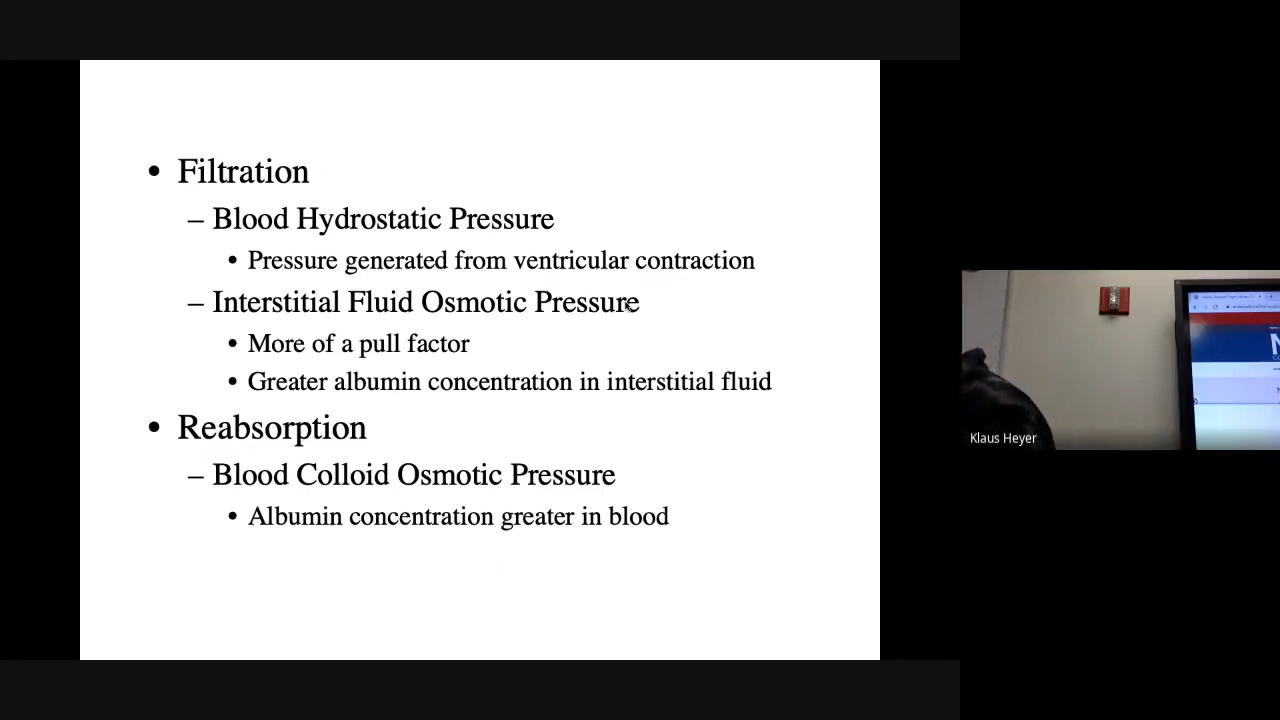 • Filtration
– Blood Hydrostatic Pressure
• Pressure generated from ventricular contraction
– Interstitial Fluid Osmotic Pressure
• More of a pull factor
• Greater albumin concentration in interstitial fluid
• Reabsorption
– Blood Colloid Osmotic Pressure
• Albumin concentration greater in blood
Klaus Heyer